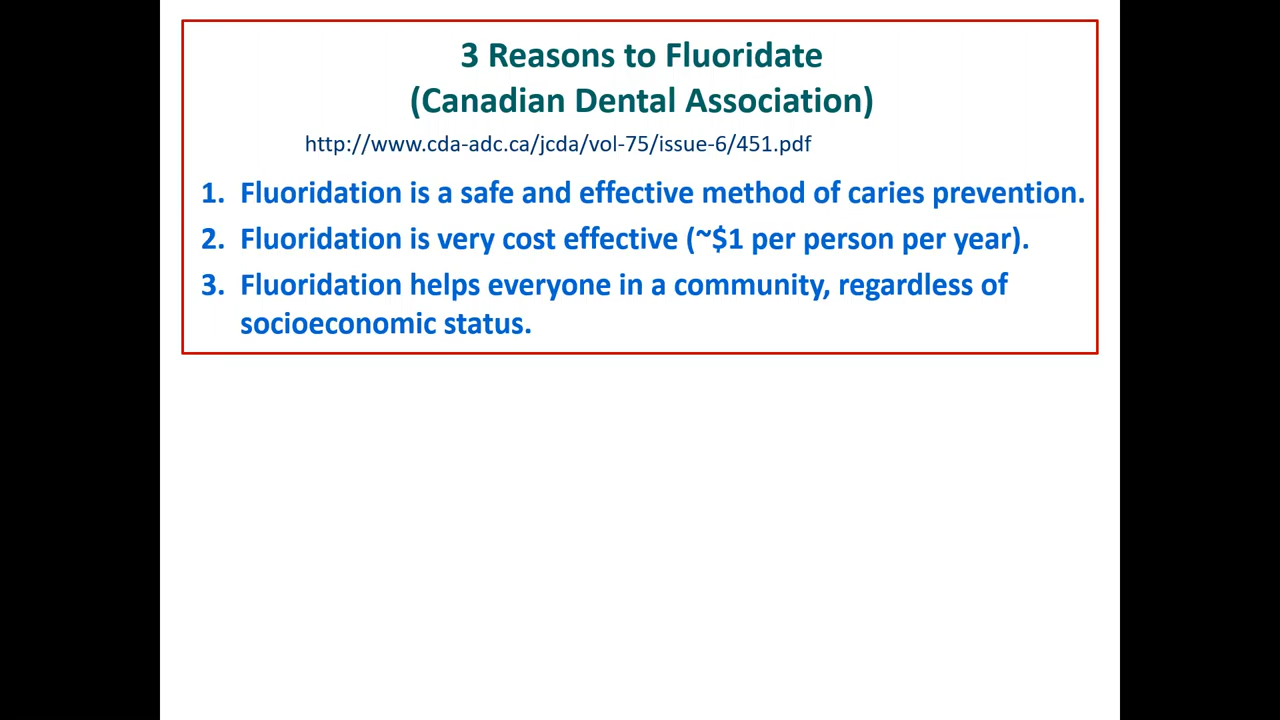 3 Reasons to Fluoridate
(Canadian Dental Association)
http://www.cda-adc.ca/jcda/vol-75/issue-6/451.pdf
1. Fluoridation is a safe and effective method of caries prevention.
2. Fluoridation is very cost effective (~$1 per person per year).
3. Fluoridation helps everyone in a community, regardless of
socioeconomic status.